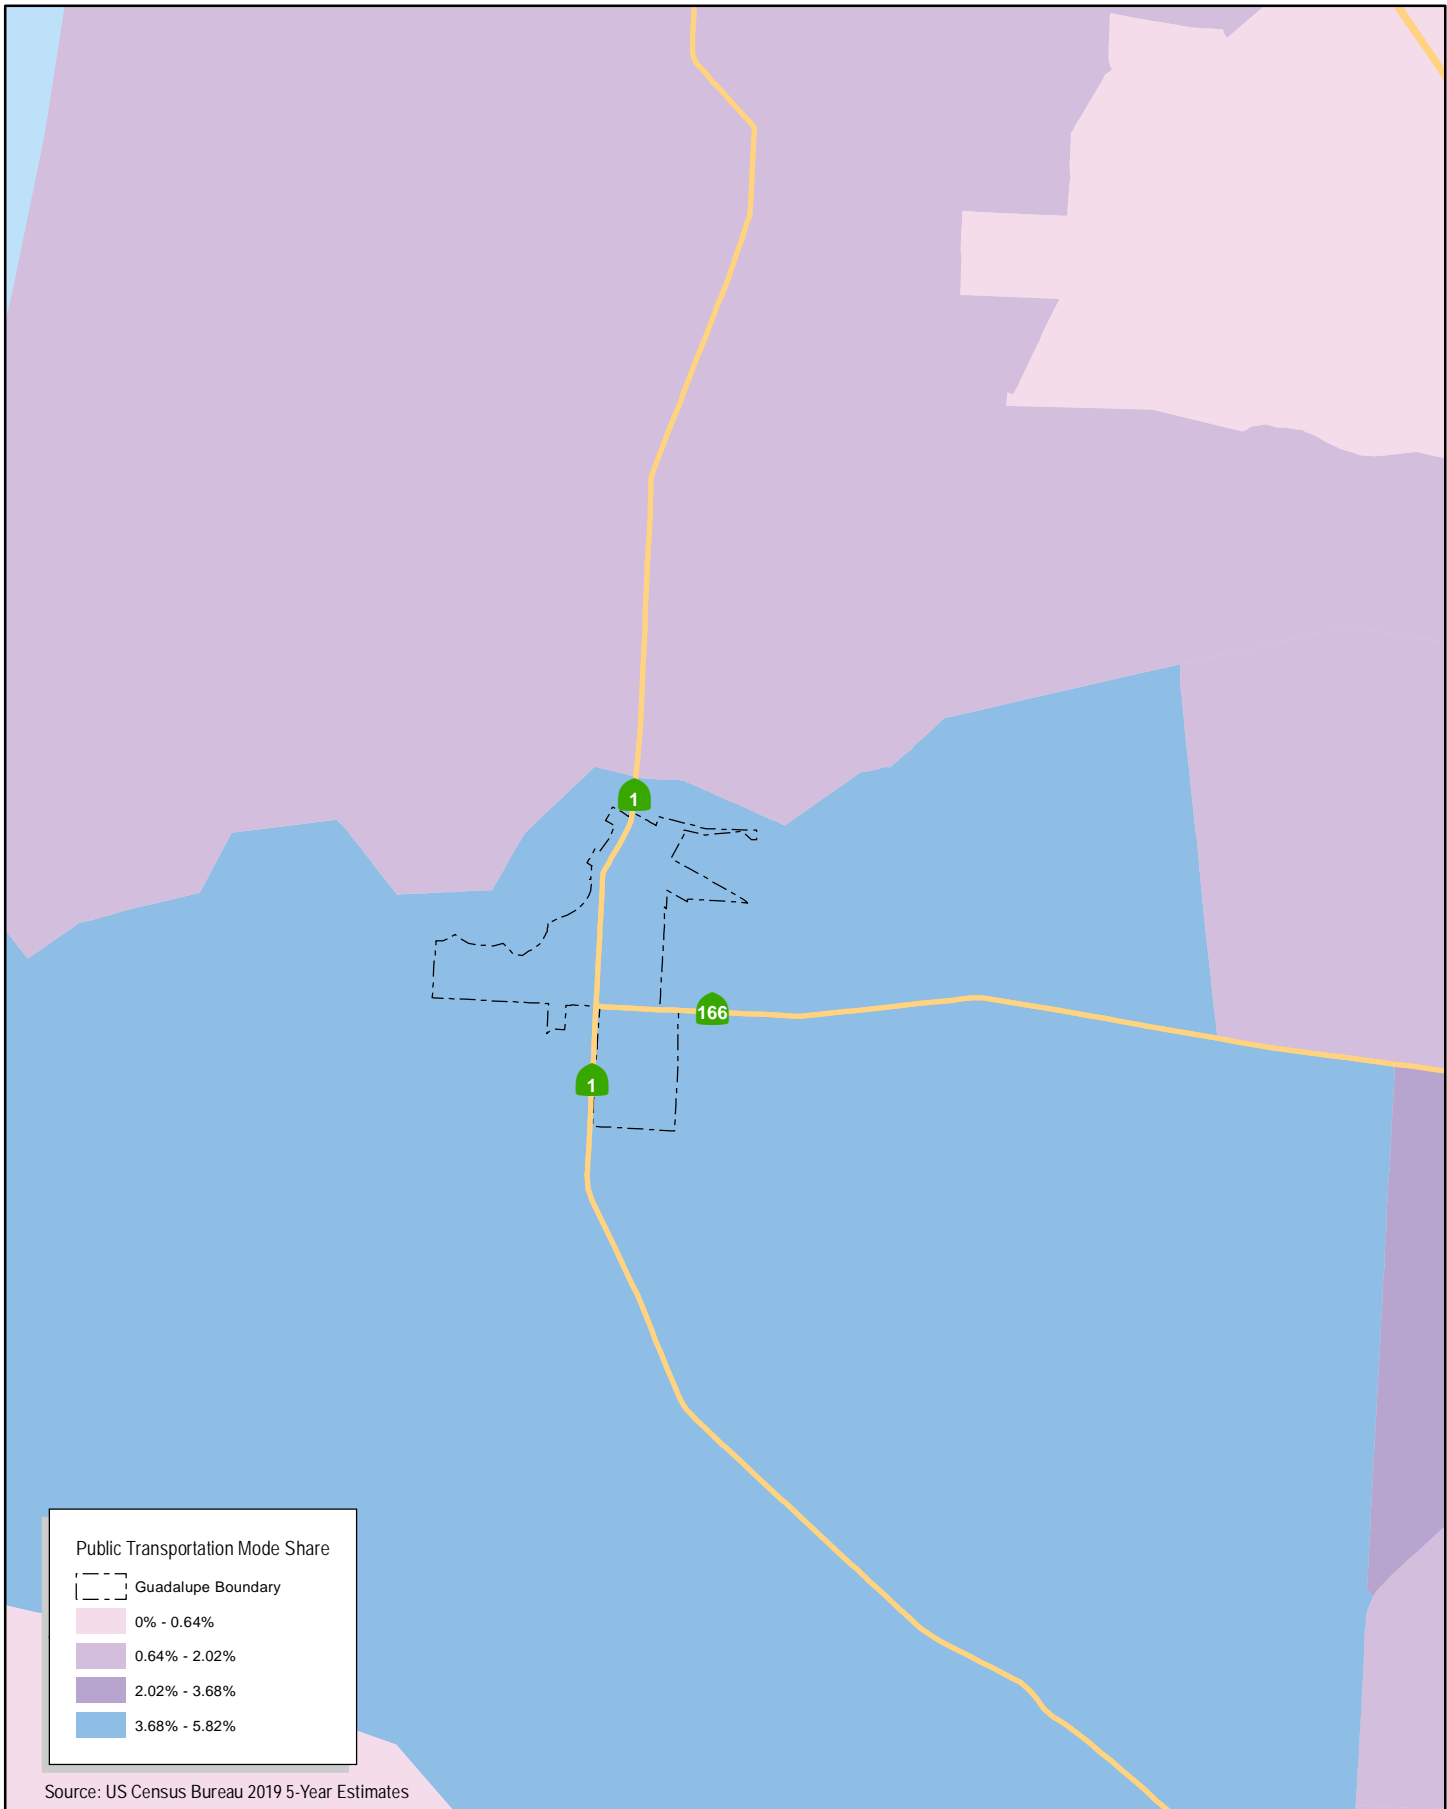 1
166
1
Public Transportation Mode Share
Guadalupe Boundary
0% - 0.64%
0.64% - 2.02%
2.02% - 3.68%
3.68% - 5.82%
Source: US Census Bureau 2019 5-Year Estimates